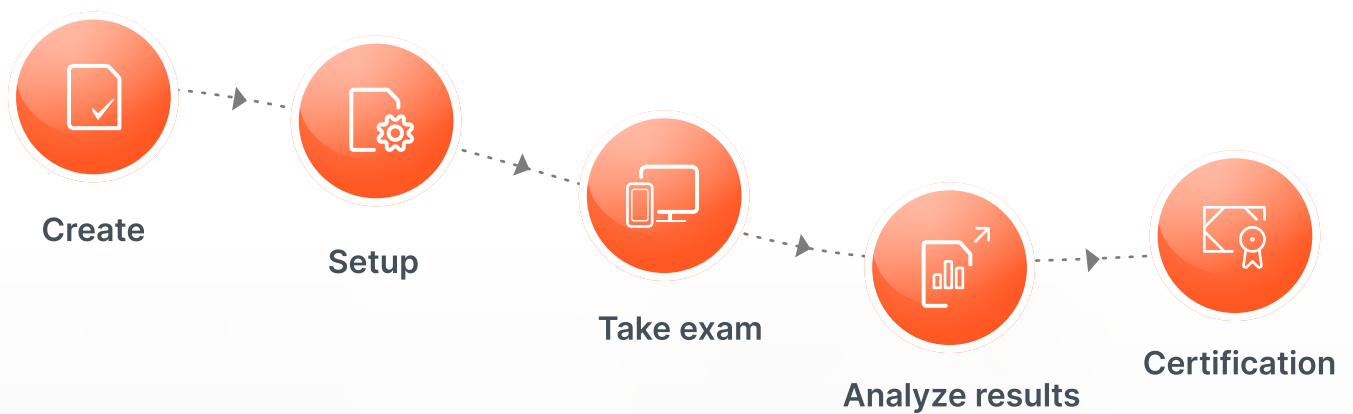 Create
Setup
Take exam
Analyze results
Certification